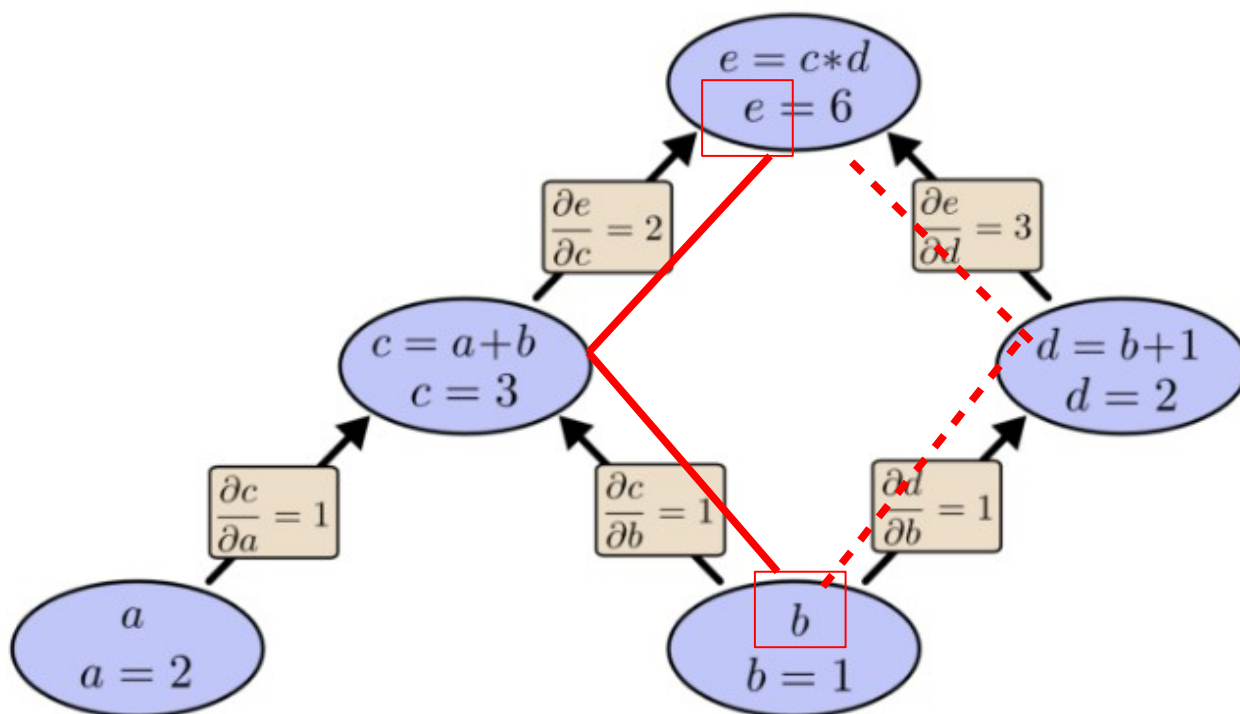 e = c*d
e = 6
∂e/∂c = 2
∂e/∂d = 3
c = a+b
c = 3
d = b+1
d = 2
∂c/∂a = 1
∂c/∂b = 1
∂d/∂b = 1
a
a = 2
b
b = 1